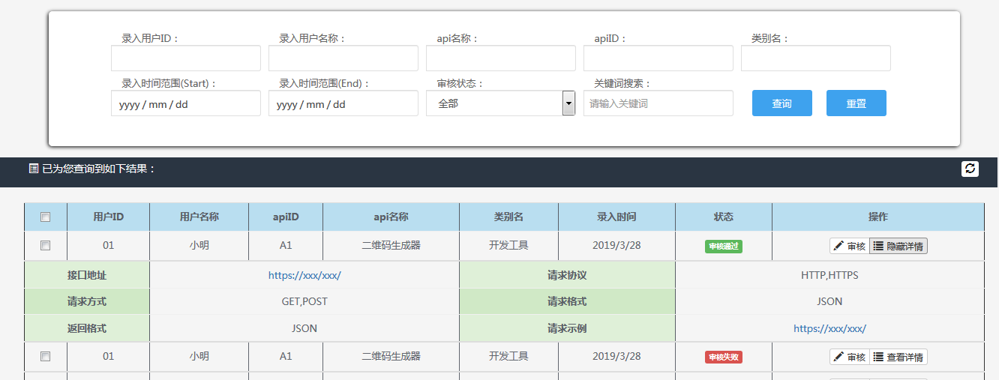 录入用户ID： 录入用户名称： api名称： apiID： 类别名：
录入时间范围(Start)： 录入时间范围(End)： 审核状态： 关键词搜索：
yyyy / mm / dd yyyy / mm / dd 全部 请输入关键词 查询 重置
已为您查询到如下结果：
用户ID 用户名称 apiID api名称 类别名 录入时间 状态 操作
01 小明 A1 二维码生成器 开发工具 2019/3/28 审核通过 审核 隐藏详情
接口地址 https://xxx/xxx/ 请求协议 HTTP,HTTPS
请求方式 GET,POST 请求格式 JSON
返回格式 JSON 请求示例 https://xxx/xxx/
01 小明 A1 二维码生成器 开发工具 2019/3/28 审核失败 审核 查看详情